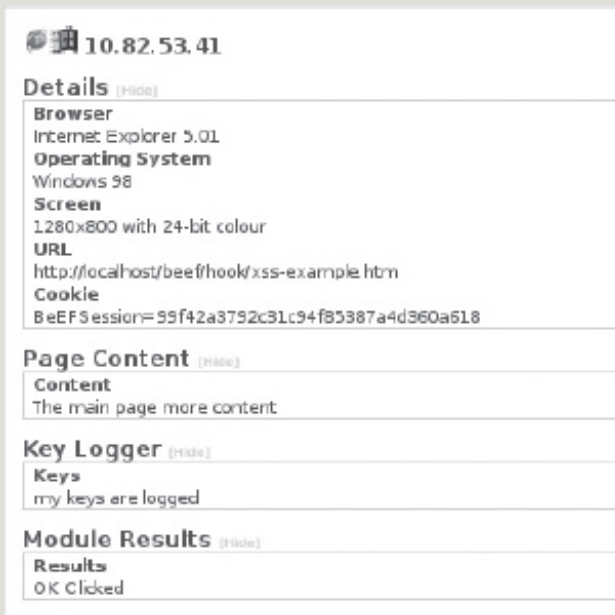 10.82.53.41
Details [Hide]
Browser
Internet Explorer 5.01
Operating System
Windows 98
Screen
1280x800 with 24-bit colour
URL
http://localhost/beef/hook/xss-example.htm
Cookie
BeEFSession=99f42a3792c31c94f85387a4d360a618
Page Content [Hide]
Content
The main page more content
Key Logger [Hide]
Keys
my keys are logged
Module Results [Hide]
Results
OK Clicked